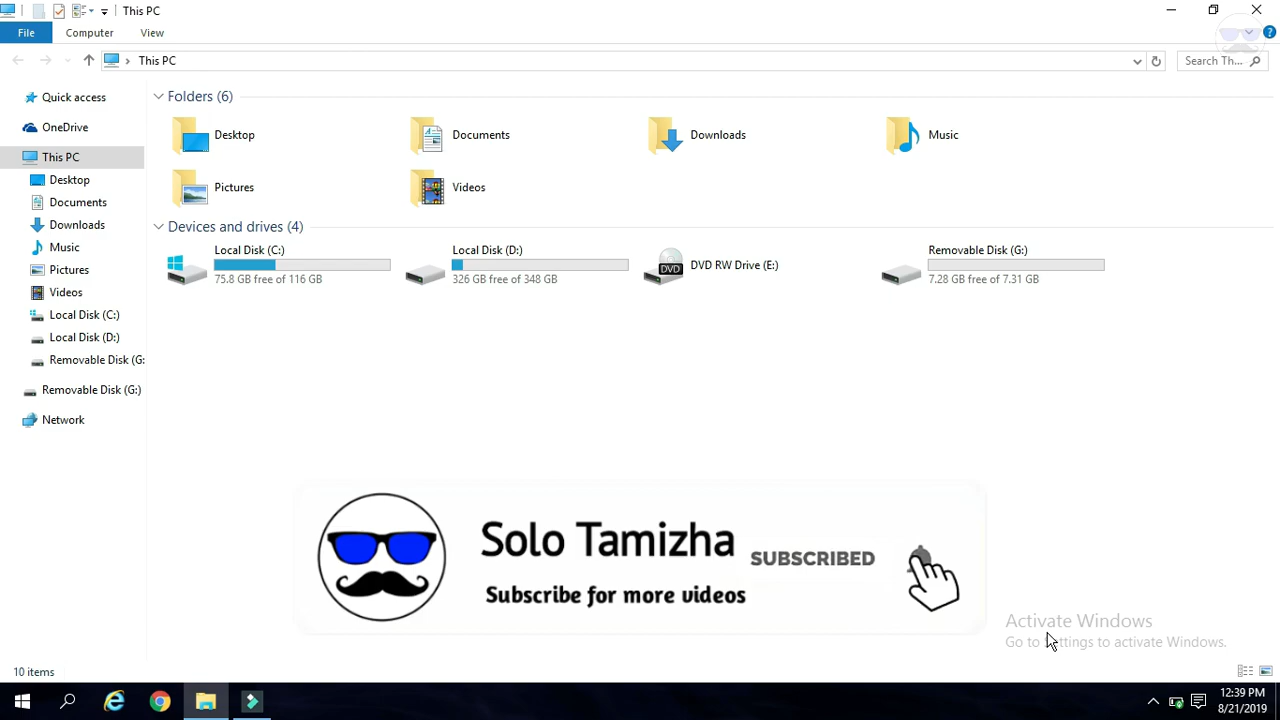 This PC
File
Computer
View
This PC
Search Th...
Quick access
OneDrive
This PC
Desktop
Documents
Downloads
Music
Pictures
Videos
Local Disk (C:)
Local Disk (D:)
Removable Disk (G:
Removable Disk (G:)
Network
Folders (6)
Desktop
Documents
Downloads
Music
Pictures
Videos
Devices and drives (4)
Local Disk (C:)
75.8 GB free of 116 GB
Local Disk (D:)
326 GB free of 348 GB
DVD
DVD RW Drive (E:)
Removable Disk (G:)
7.28 GB free of 7.31 GB
Solo Tamizha
Subscribe for more videos
SUBSCRIBED
Activate Windows
Go to Settings to activate Windows.
10 items
12:39 PM
8/21/2019